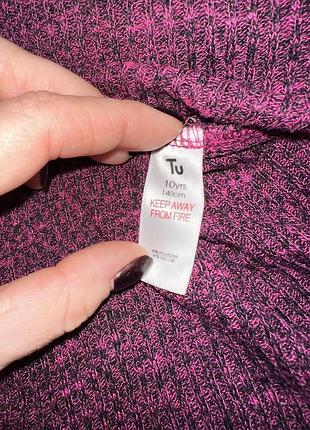 Tu
10yrs
140cm
KEEP AWAY
FROM FIRE